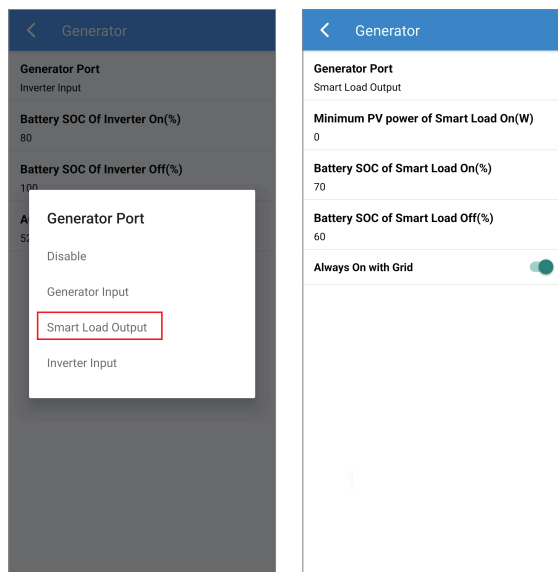 Generator
Generator Port
Inverter Input
Battery SOC Of Inverter On(%)
80
Battery SOC Of Inverter Off(%)
100
Generator Port
Disable
Generator Input
Smart Load Output
Inverter Input
Generator
Generator Port
Smart Load Output
Minimum PV power of Smart Load On(W)
0
Battery SOC of Smart Load On(%)
70
Battery SOC of Smart Load Off(%)
60
Always On with Grid